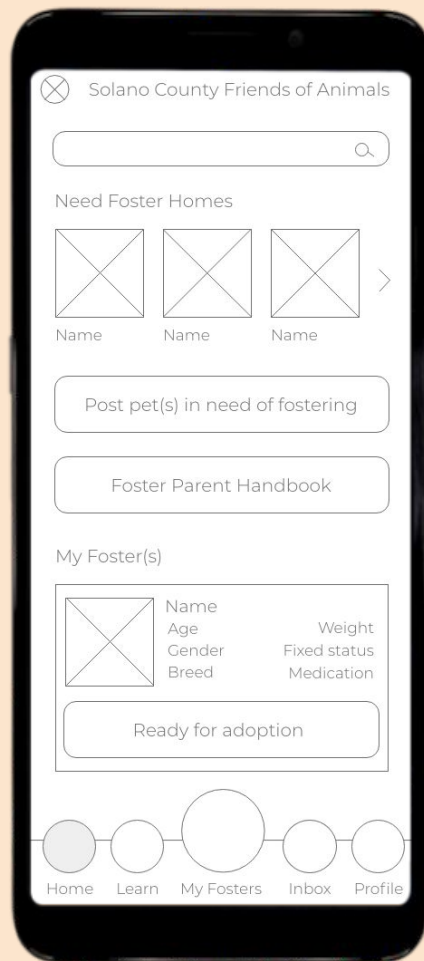 Solano County Friends of Animals
Need Foster Homes
Name Name Name
Post pet(s) in need of fostering
Foster Parent Handbook
My Foster(s)
Name
Age Weight
Gender Fixed status
Breed Medication
Ready for adoption
Home Learn My Fosters Inbox Profile